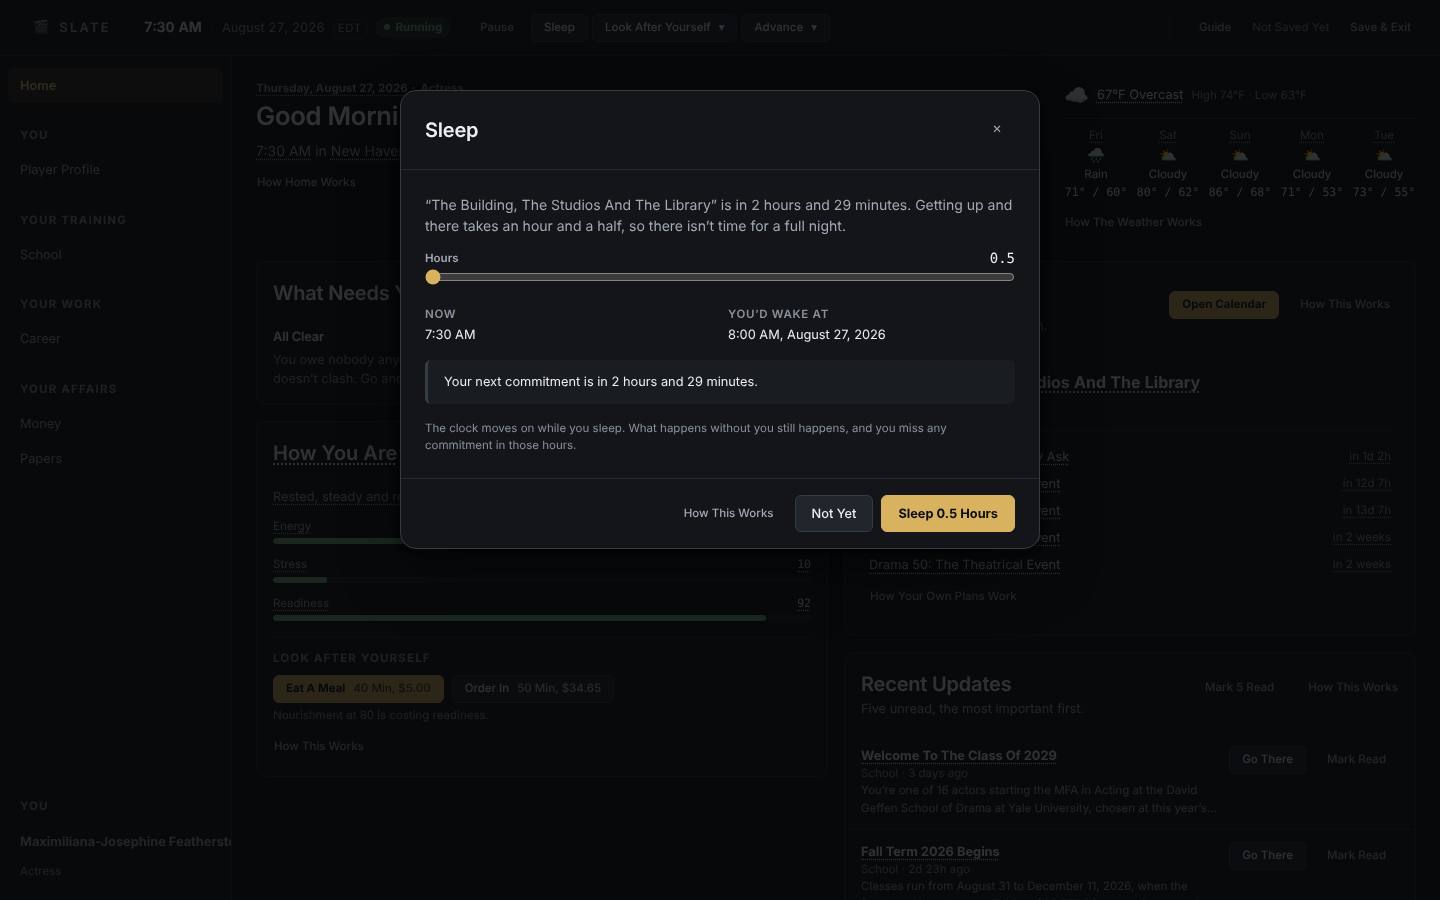 SLATE
7:30 AM
August 27, 2026
EDT
Running
Pause
Sleep
Look After Yourself
Advance
Guide
Not Saved Yet
Save & Exit
Home
YOU
Player Profile
YOUR TRAINING
School
YOUR WORK
Career
YOUR AFFAIRS
Money
Papers
YOU
Maximiliana-Josephine
Actress
Thursday, August 27, 2026 · Actress
Good
7:30 AM in New
How Home Works
67°F Overcast
High 74°F · Low 63°F
Fri
Sat
Sun
Mon
Tue
Rain
Cloudy
Cloudy
Cloudy
Cloudy
71° / 60°
80° / 62°
86° / 68°
71° / 53°
73° / 55°
How The Weather Works
What Needs
All Clear
You owe nobody
doesn't clash. Go
Open Calendar
How This Works
And The Library
How You Are
Rested, steady and
Energy
Stress
10
Readiness
92
LOOK AFTER YOURSELF
Eat A Meal 40 Min, $5.00
Order In 50 Min, $34.65
Nourishment at 80 is costing readiness.
How This Works
Ask
in 1d 2h
in 12d 7h
in 13d 7h
in 2 weeks
Drama 50: The Theatrical Event
in 2 weeks
How Your Own Plans Work
Recent Updates
Mark 5 Read
How This Works
Five unread, the most important first.
Welcome To The Class Of 2029
School · 3 days ago
You're one of 16 actors starting the MFA in Acting at the David
Geffen School of Drama at Yale University, chosen at this year's...
Go There
Mark Read
Fall Term 2026 Begins
School · 2d 23h ago
Classes run from August 31 to December 11, 2026, when the
Go There
Mark Read
Sleep
×
“The Building, The Studios And The Library” is in 2 hours and 29 minutes. Getting up and
there takes an hour and a half, so there isn’t time for a full night.
Hours
0.5
NOW
7:30 AM
YOU’D WAKE AT
8:00 AM, August 27, 2026
Your next commitment is in 2 hours and 29 minutes.
The clock moves on while you sleep. What happens without you still happens, and you miss any
commitment in those hours.
How This Works
Not Yet
Sleep 0.5 Hours